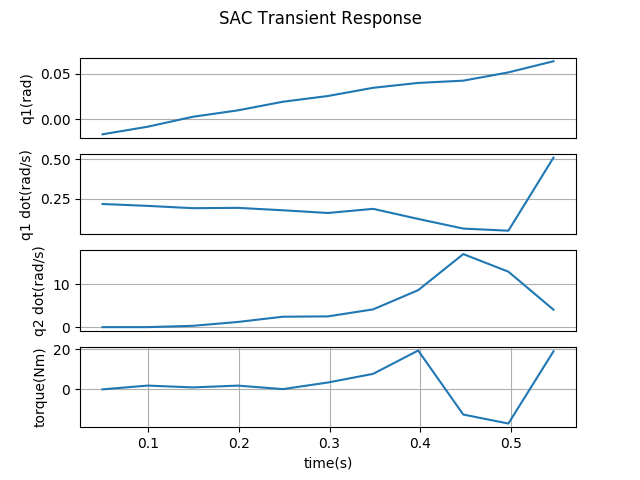 SAC Transient Response
q1(rad)
0.05
0.00
q1 dot(rad/s)
0.50
0.25
q2 dot(rad/s)
10
0
torque(Nm)
20
0
0.1 0.2 0.3 0.4 0.5
time(s)